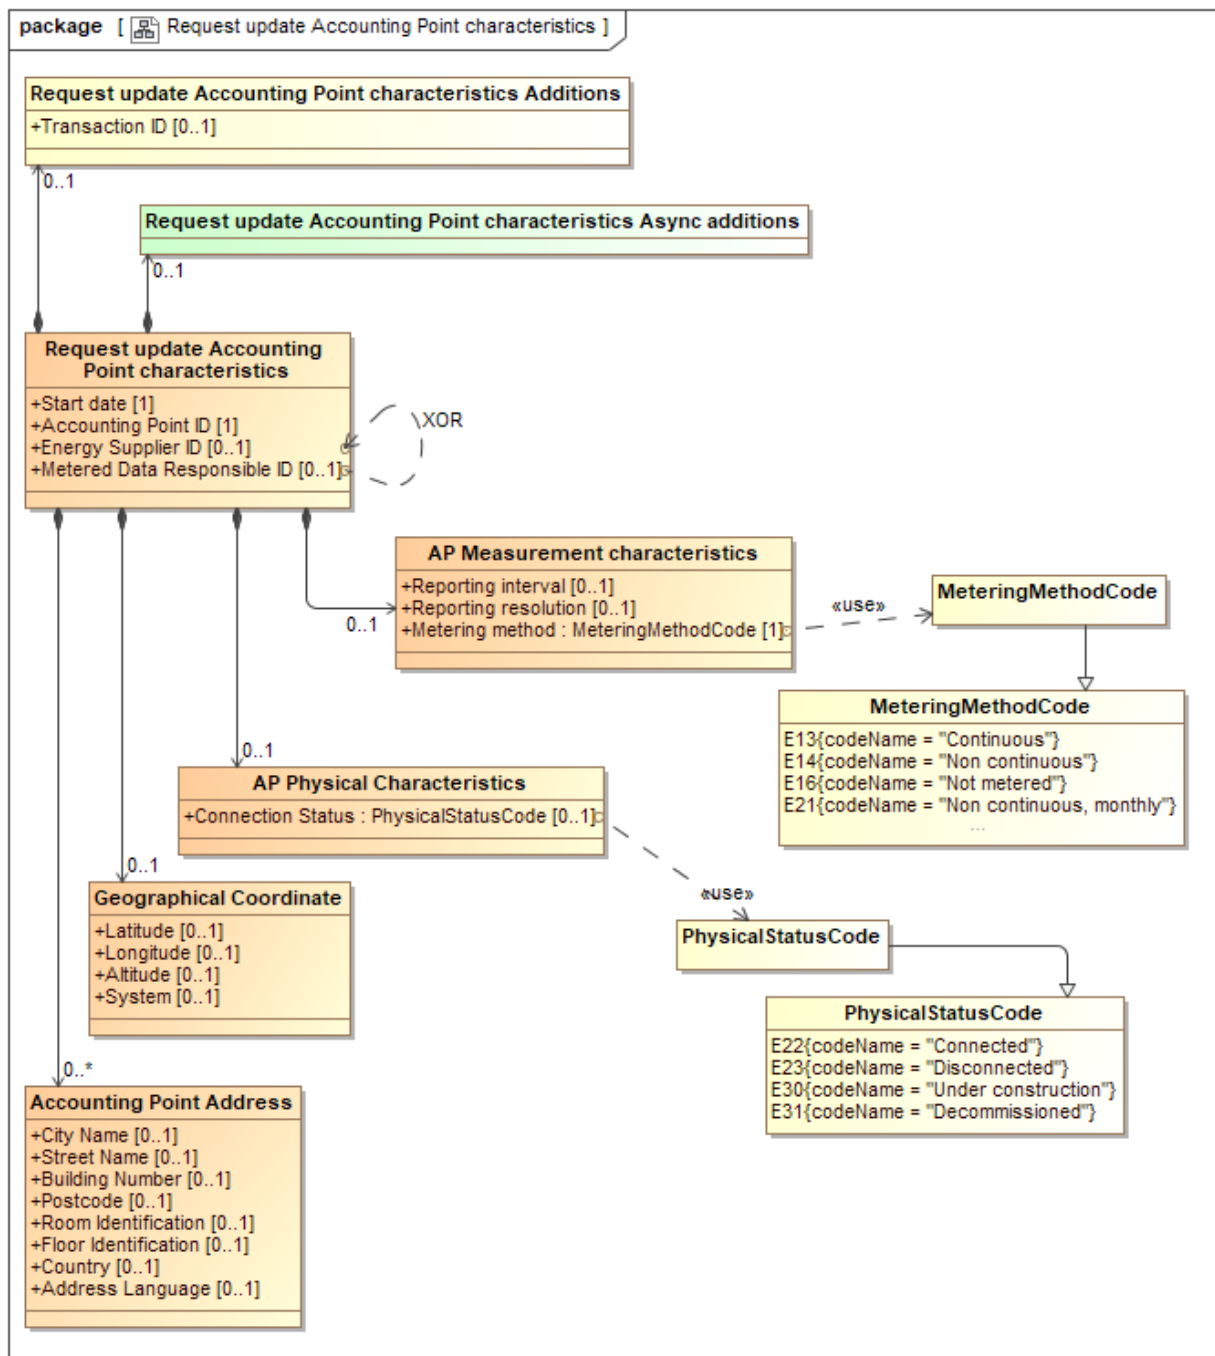 package [ Request update Accounting Point characteristics ]
Request update Accounting Point characteristics Additions
+Transaction ID [0..1]
0..1
Request update Accounting Point characteristics Async additions
0..1
Request update Accounting
Point characteristics
+Start date [1]
+Accounting Point ID [1]
+Energy Supplier ID [0..1]
+Metered Data Responsible ID [0..1]
XOR
AP Measurement characteristics
+Reporting interval [0..1]
+Reporting resolution [0..1]
+Metering method : MeteringMethodCode [1]
0..1
«use»
MeteringMethodCode
MeteringMethodCode
E13{codeName = "Continuous"}
E14{codeName = "Non continuous"}
E16{codeName = "Not metered"}
E21{codeName = "Non continuous, monthly"}
...
0..1
AP Physical Characteristics
+Connection Status : PhysicalStatusCode [0..1]
«use»
PhysicalStatusCode
PhysicalStatusCode
E22{codeName = "Connected"}
E23{codeName = "Disconnected"}
E30{codeName = "Under construction"}
E31{codeName = "Decommissioned"}
0..1
Geographical Coordinate
+Latitude [0..1]
+Longitude [0..1]
+Altitude [0..1]
+System [0..1]
0..*
Accounting Point Address
+City Name [0..1]
+Street Name [0..1]
+Building Number [0..1]
+Postcode [0..1]
+Room Identification [0..1]
+Floor Identification [0..1]
+Country [0..1]
+Address Language [0..1]